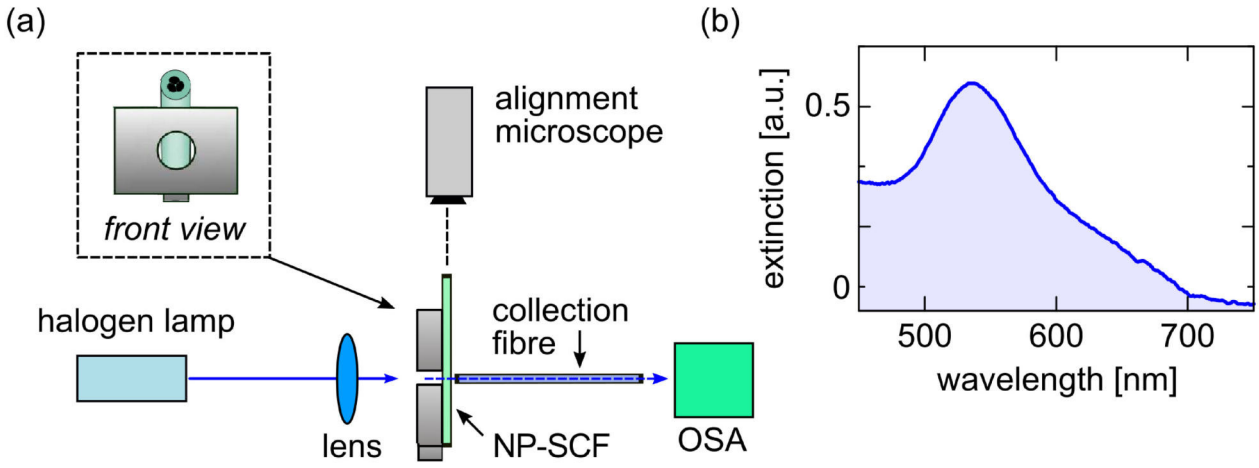 (a)
alignment
microscope
front view
halogen lamp
collection
fibre
lens
NP-SCF
OSA
(b)
extinction [a.u.]
0.5
0
500
600
700
wavelength [nm]